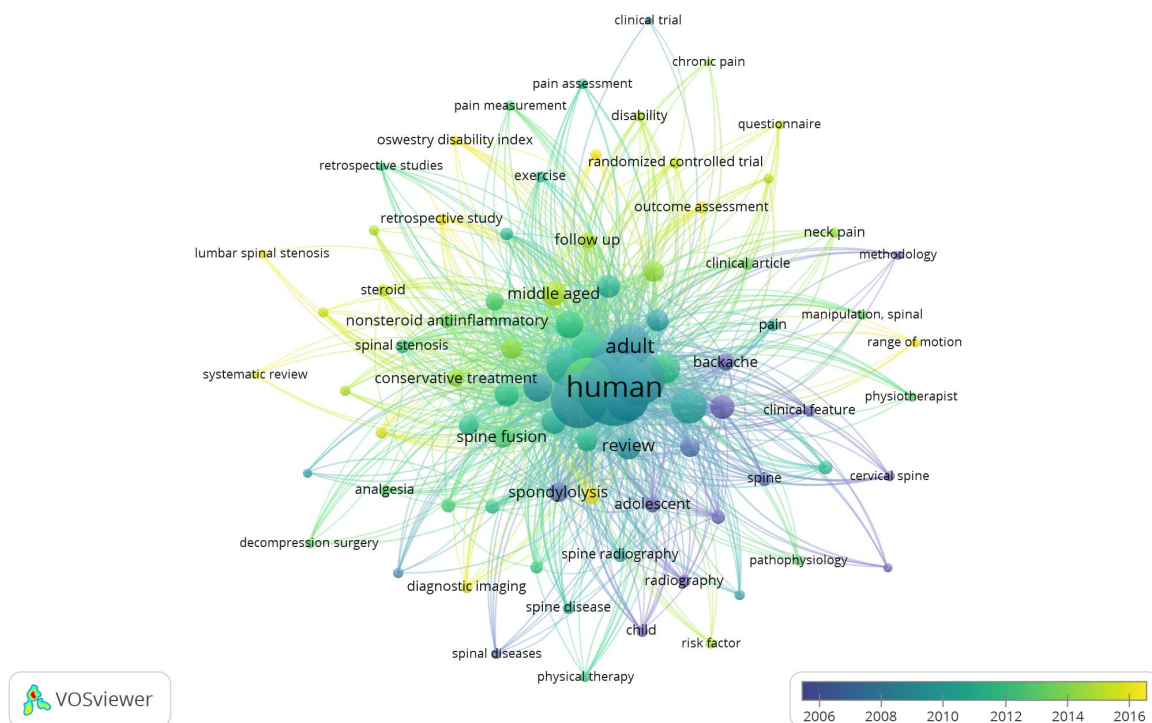 clinical trial
chronic pain
pain assessment
pain measurement
disability
questionnaire
oswestry disability index
randomized controlled trial
retrospective studies
exercise
outcome assessment
retrospective study
follow up
neck pain
lumbar spinal stenosis
clinical article
methodology
steroid
middle aged
nonsteroid antiinflammatory
manipulation, spinal
pain
spinal stenosis
adult
range of motion
backache
systematic review
conservative treatment
human
physiotherapist
clinical feature
spine fusion
review
spine
cervical spine
analgesia
spondylolysis
adolescent
decompression surgery
spine radiography
pathophysiology
diagnostic imaging
radiography
spine disease
child
risk factor
spinal diseases
physical therapy
VOSviewer
2006 2008 2010 2012 2014 2016